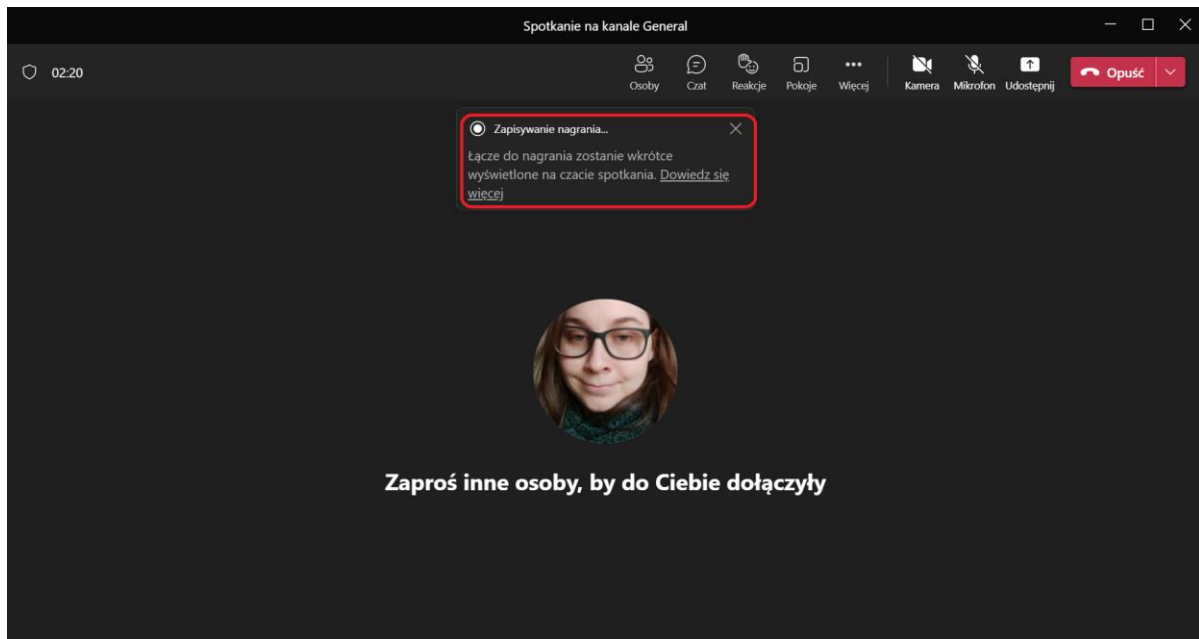 Spotkanie na kanale General
02:20
Osoby Czat Reakcje Pokoje Więcej Kamera Mikrofon Udostępnij Opuść
Zapisywanie nagrania...
Łącze do nagrania zostanie wkrótce
wyświetlone na czacie spotkania. Dowiedz się
więcej
Zaproś inne osoby, by do Ciebie dołączyły